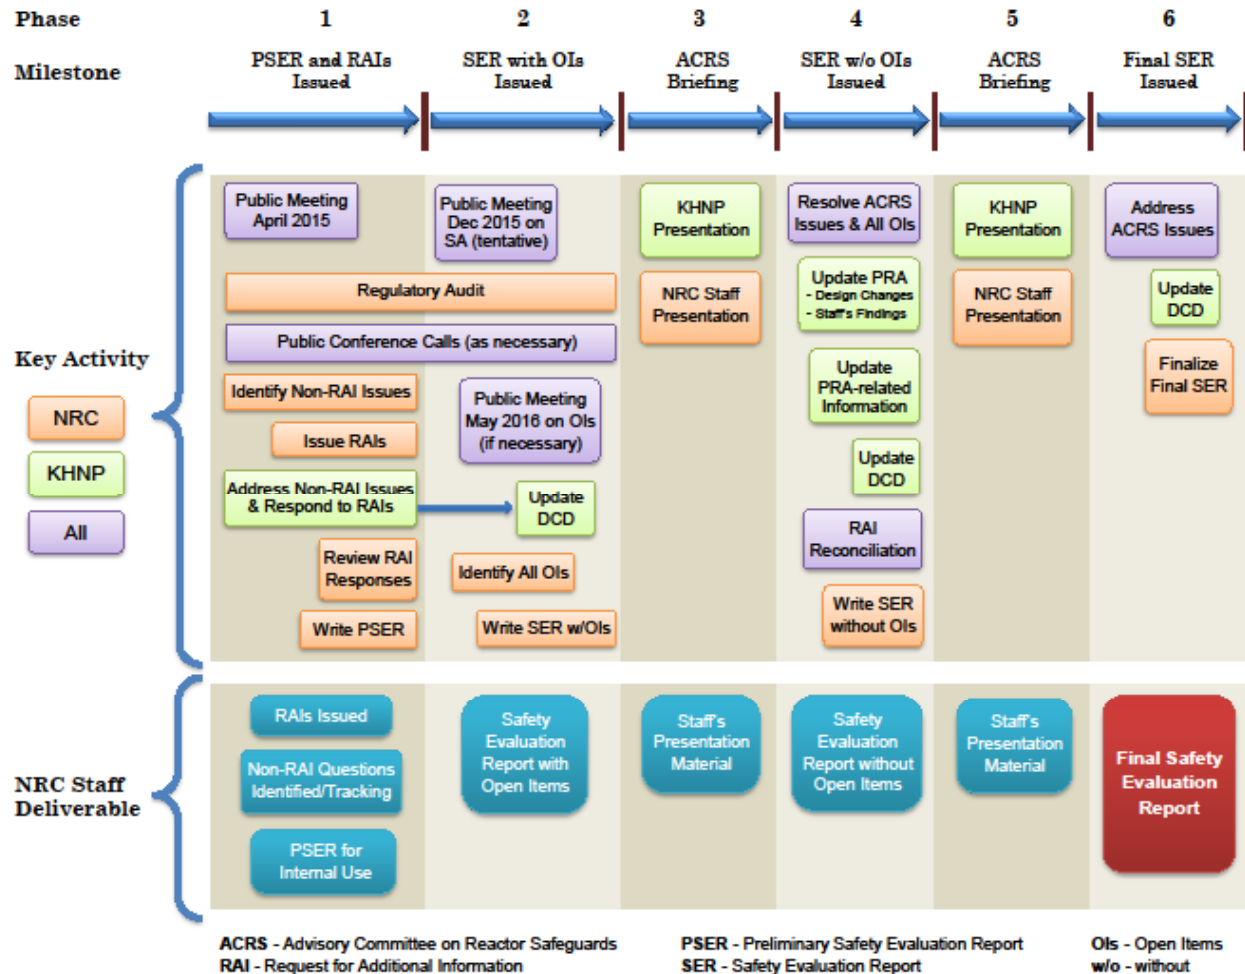 Phase 1 2 3 4 5 6
Milestone
PSER and RAIs
Issued
SER with OIs
Issued
ACRS
Briefing
SER w/o OIs
Issued
ACRS
Briefing
Final SER
Issued
Key Activity
NRC
KHNP
All
Public Meeting
April 2015
Public Meeting
Dec 2015 on
SA (tentative)
Regulatory Audit
Public Conference Calls (as necessary)
Identify Non-RAI Issues
Issue RAIs
Address Non-RAI Issues
& Respond to RAIs
Review RAI
Responses
Write PSER
Public Meeting
May 2016 on OIs
(if necessary)
Update
DCD
Identify All OIs
Write SER w/OIs
KHNP
Presentation
NRC Staff
Presentation
Resolve ACRS
Issues & All OIs
Update PRA
- Design Changes
- Staff's Findings
Update
PRA-related
Information
Update
DCD
RAI
Reconciliation
Write SER
without OIs
KHNP
Presentation
NRC Staff
Presentation
Address
ACRS Issues
Update
DCD
Finalize
Final SER
NRC Staff
Deliverable
RAIs Issued
Non-RAI Questions
Identified/Tracking
PSER for
Internal Use
Safety
Evaluation
Report with
Open Items
Staff's
Presentation
Material
Safety
Evaluation
Report without
Open Items
Staff's
Presentation
Material
Final Safety
Evaluation
Report
ACRS - Advisory Committee on Reactor Safeguards
RAI - Request for Additional Information
PSER - Preliminary Safety Evaluation Report
SER - Safety Evaluation Report
OIs - Open Items
w/o - without